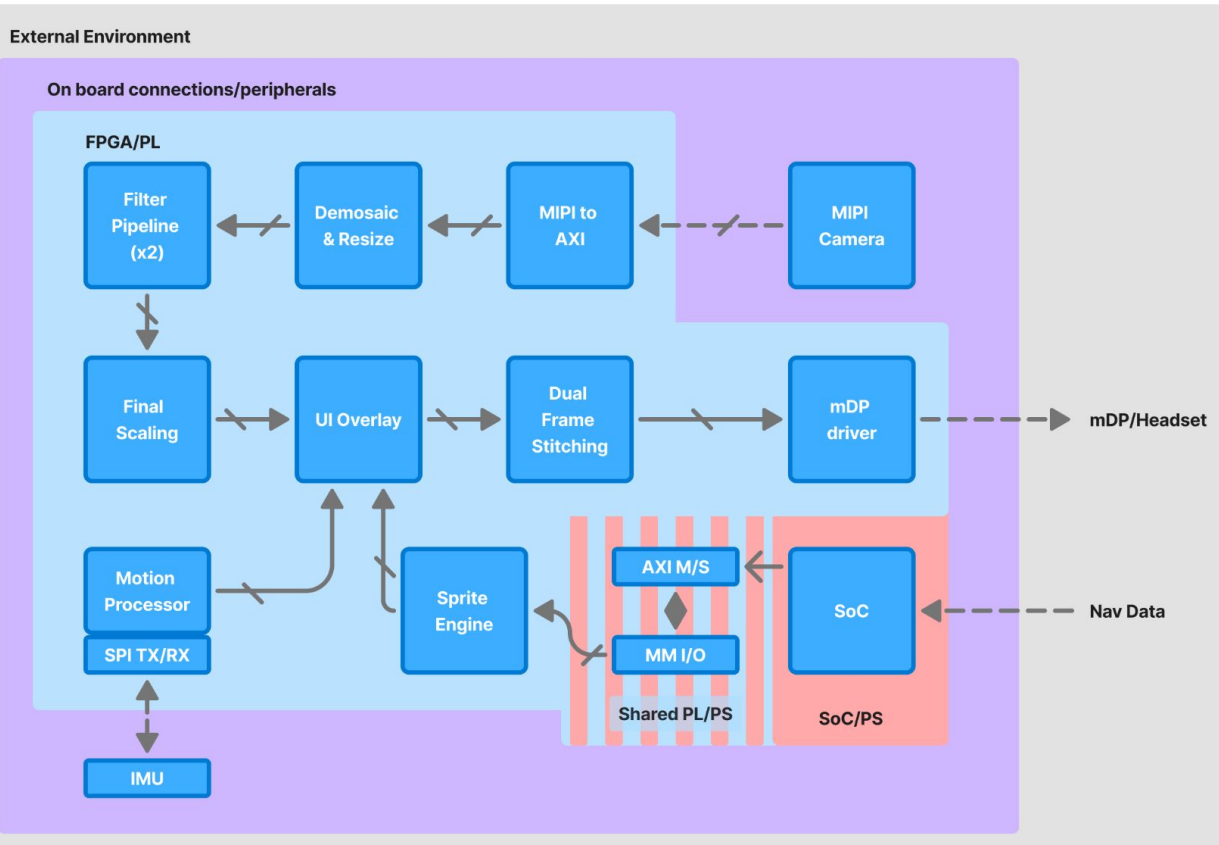 External Environment
On board connections/peripherals
FPGA/PL
Filter
Pipeline
(x2)
Demosaic
& Resize
MIPI to
AXI
MIPI
Camera
Final
Scaling
UI Overlay
Dual
Frame
Stitching
mDP
driver
mDP/Headset
Motion
Processor
SPI TX/RX
Sprite
Engine
AXI M/S
MM I/O
Shared PL/PS
SoC
SoC/PS
Nav Data
IMU